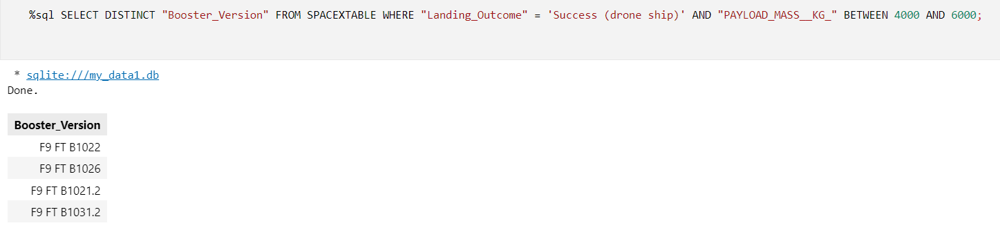 %sql SELECT DISTINCT "Booster_Version" FROM SPACEXTABLE WHERE "Landing_Outcome" = 'Success (drone ship)' AND "PAYLOAD_MASS__KG_" BETWEEN 4000 AND 6000;
* sqlite:///my_data1.db
Done.
Booster_Version
F9 FT B1022
F9 FT B1026
F9 FT B1021.2
F9 FT B1031.2